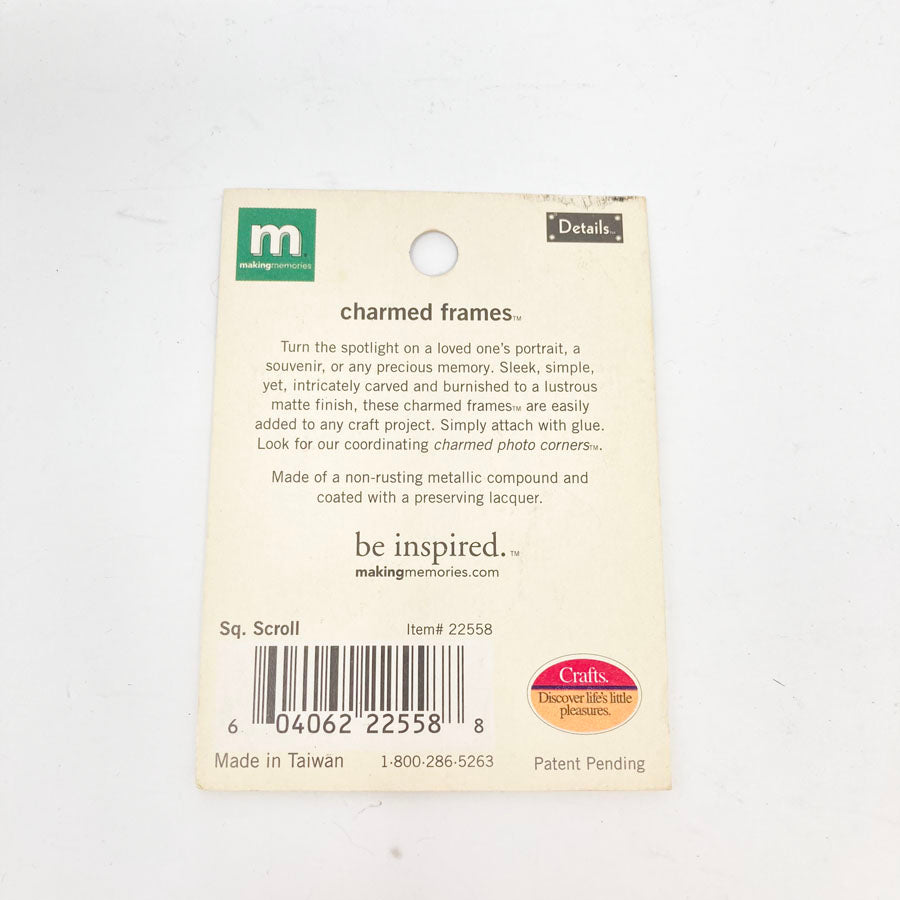 m
makingmemories
Details™
charmed frames™
Turn the spotlight on a loved one's portrait, a
souvenir, or any precious memory. Sleek, simple,
yet, intricately carved and burnished to a lustrous
matte finish, these charmed frames™ are easily
added to any craft project. Simply attach with glue.
Look for our coordinating charmed photo corners™.
Made of a non-rusting metallic compound and
coated with a preserving lacquer.
be inspired.™
makingmemories.com
Sq. Scroll Item# 22558
6 04062 22558 8
Crafts.
Discover life's little
pleasures.
Made in Taiwan 1·800·286·5263 Patent Pending